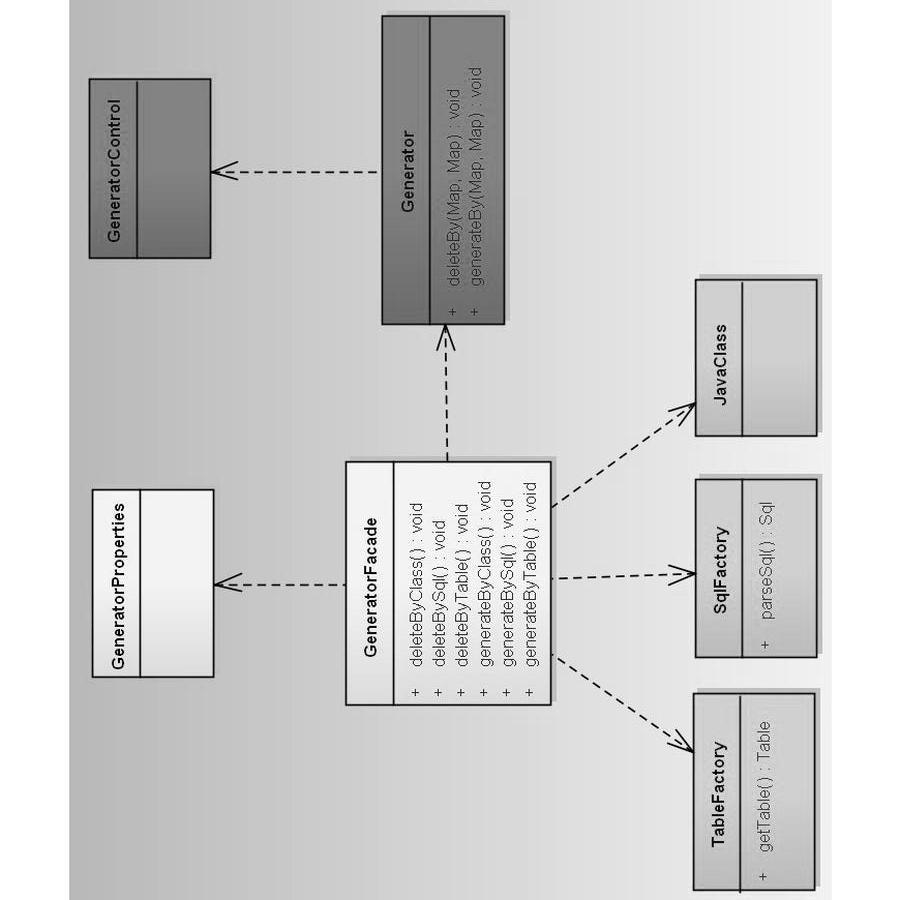 GeneratorProperties
GeneratorControl
GeneratorFacade
+ deleteByClass() : void
+ deleteBySql() : void
+ deleteByTable() : void
+ generateByClass() : void
+ generateBySql() : void
+ generateByTable() : void
Generator
+ deleteBy(Map, Map) : void
+ generateBy(Map, Map) : void
TableFactory
+ getTable() : Table
SqlFactory
+ parseSql() : Sql
JavaClass